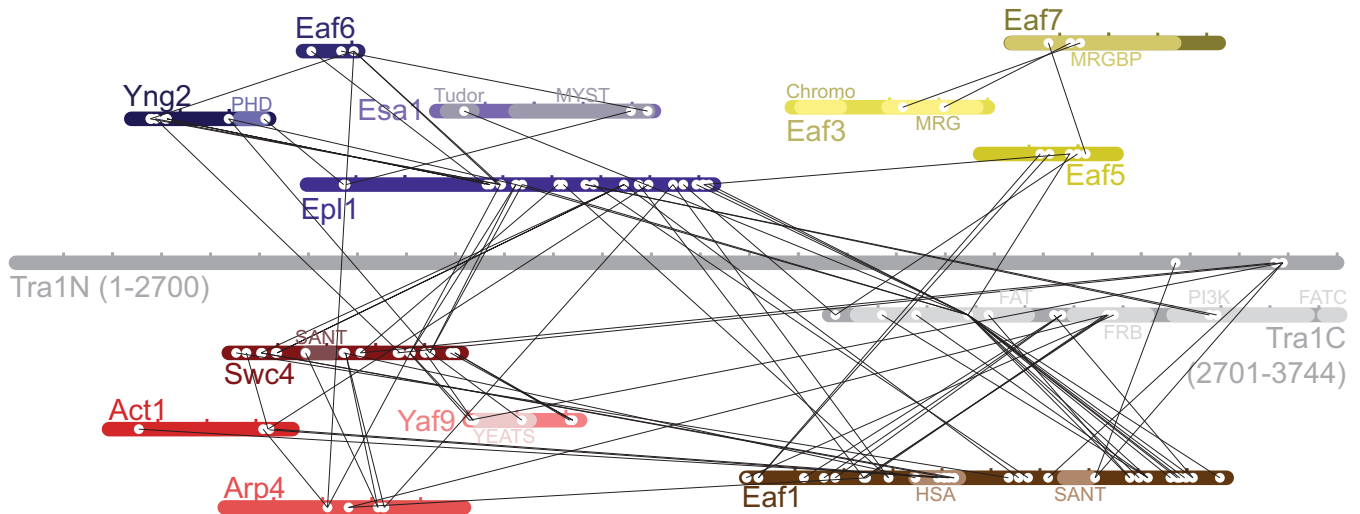 Eaf6
Eaf7
MRGBP
Yng2
PHD
Esa1
Tudor
MYST
Chromo
Eaf3
MRG
Eaf5
Epl1
Tra1N (1-2700)
FAT
FRB
PI3K
FATC
Tra1C
(2701-3744)
SANT
Swc4
Act1
Yaf9
YEATS
Arp4
Eaf1
HSA
SANT